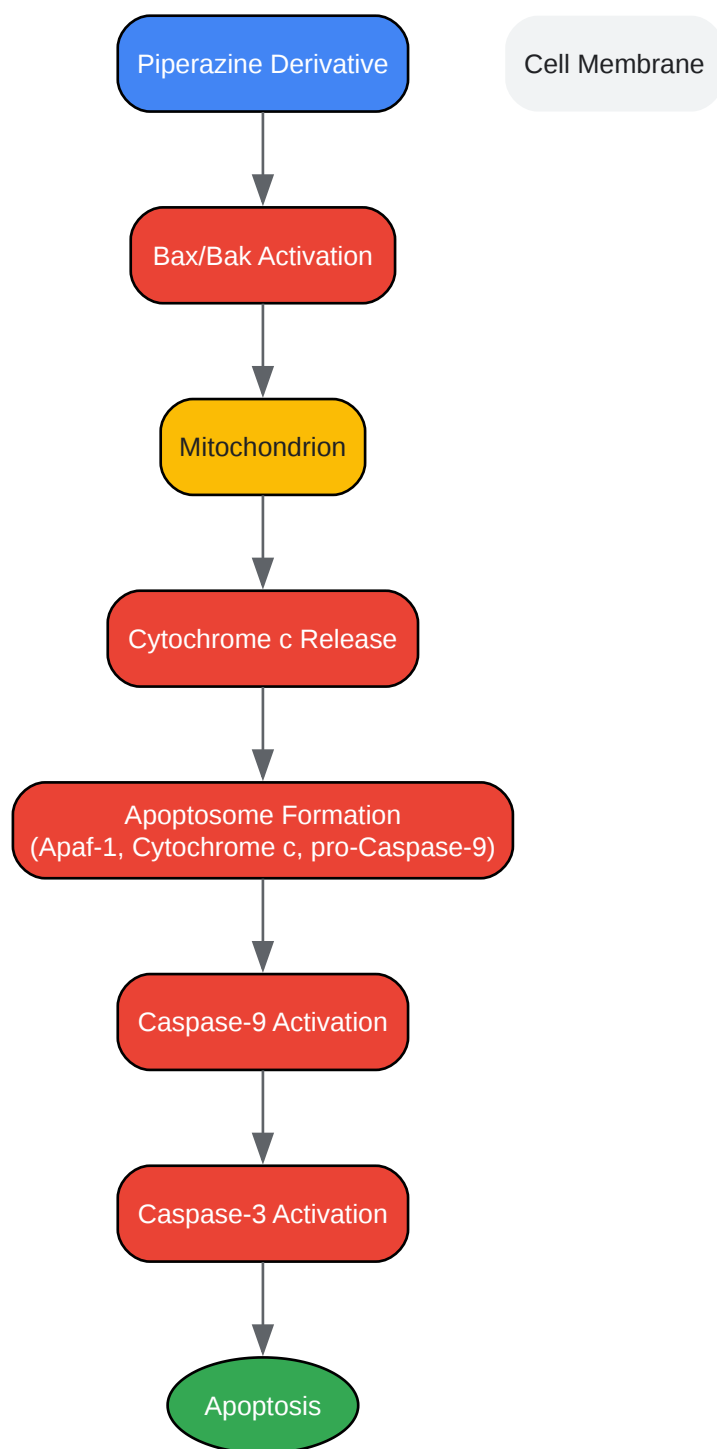 Piperazine Derivative
Cell Membrane
Bax/Bak Activation
Mitochondrion
Cytochrome c Release
Apoptosome Formation
(Apaf-1, Cytochrome c, pro-Caspase-9)
Caspase-9 Activation
Caspase-3 Activation
Apoptosis